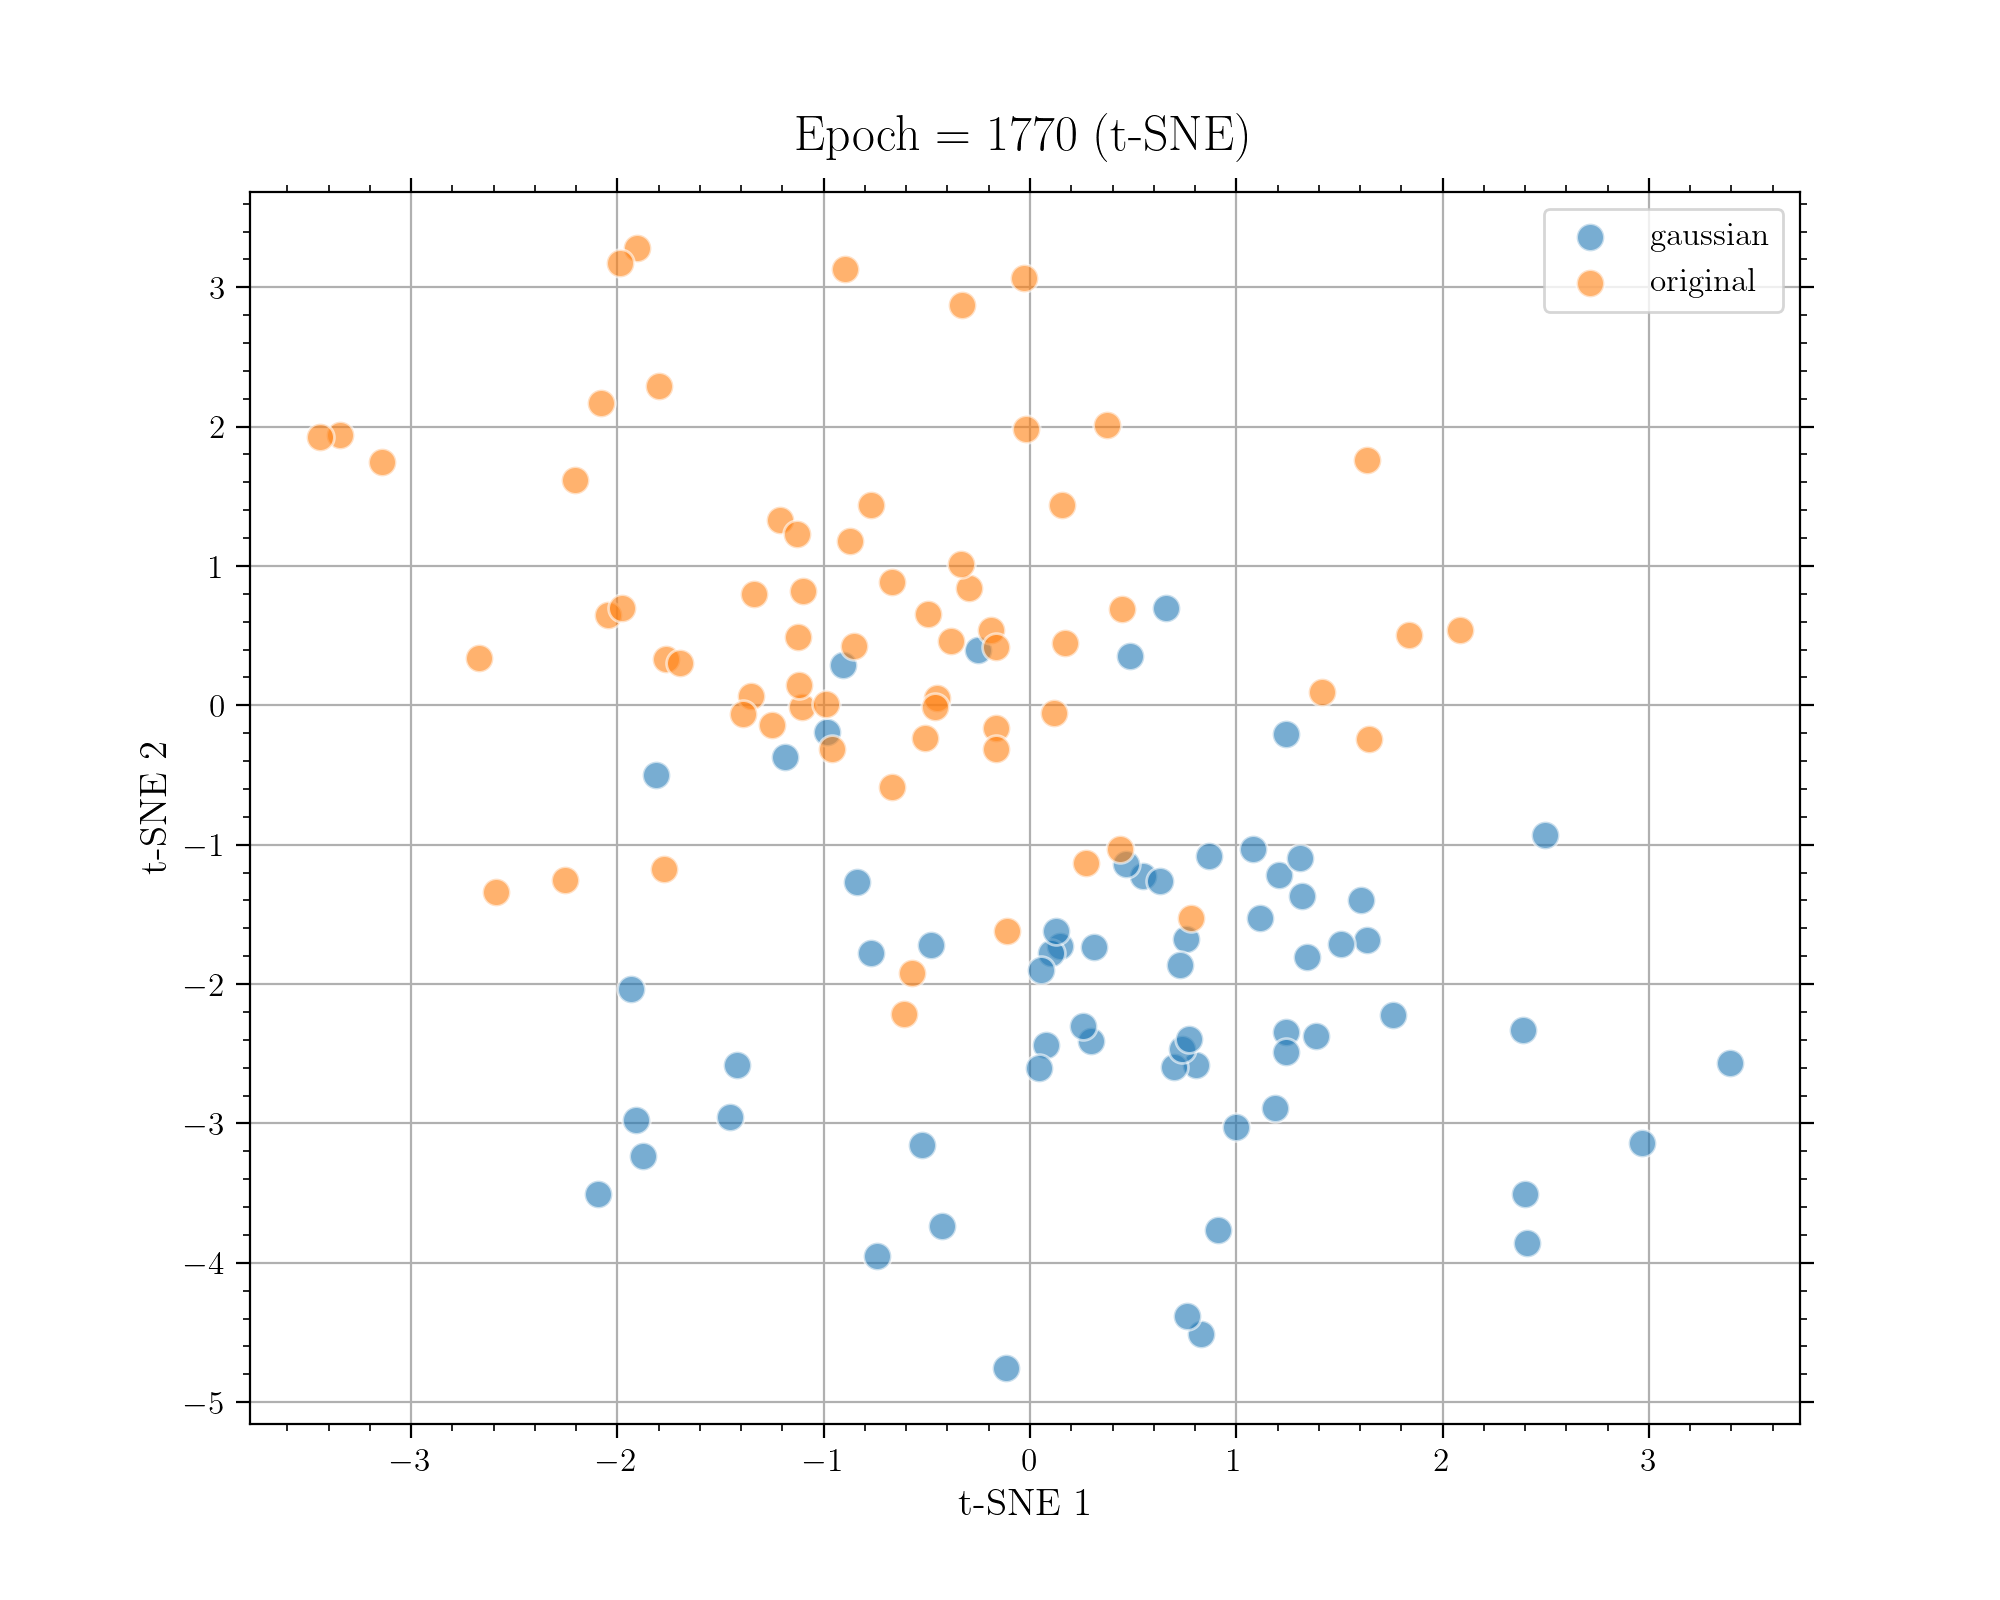 Epoch = 1770 (t-SNE)
gaussian
original
3
2
1
0
−1
−2
−3
−4
−5
t-SNE 2
−3 −2 −1 0 1 2 3
t-SNE 1